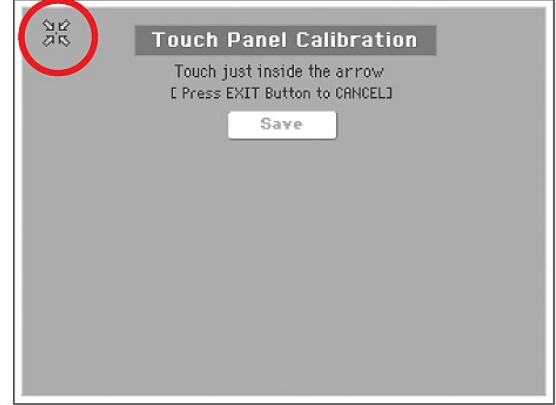 Touch Panel Calibration
Touch just inside the arrow
[ Press EXIT Button to CANCEL]
Save